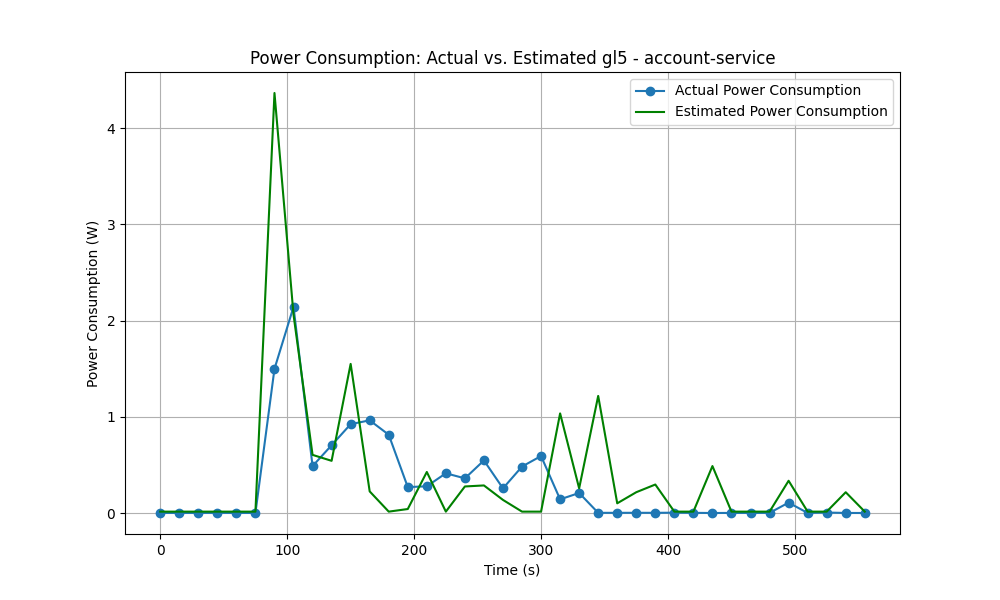 Power Consumption: Actual vs. Estimated gl5 - account-service
Actual Power Consumption
Estimated Power Consumption
Power Consumption (W)
4
3
2
1
0
0 100 200 300 400 500
Time (s)